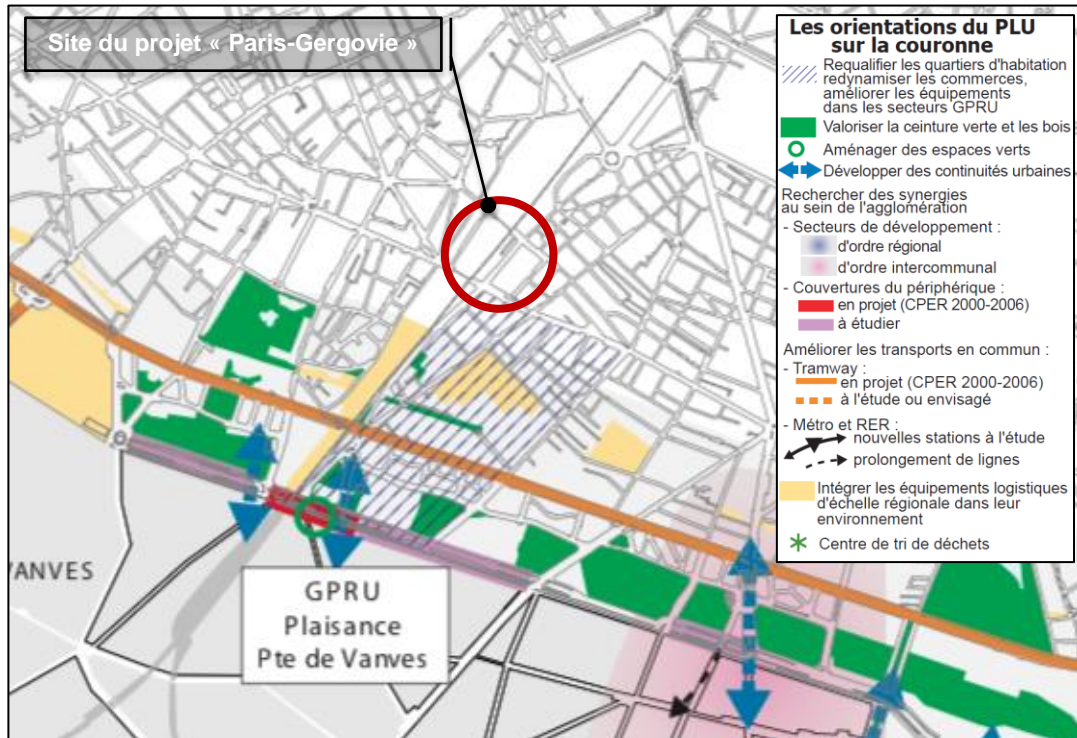 Site du projet « Paris-Gergovie »
Les orientations du PLU
sur la couronne
Requalifier les quartiers d'habitation
redynamiser les commerces,
améliorer les équipements
dans les secteurs GPRU
Valoriser la ceinture verte et les bois
Aménager des espaces verts
Développer des continuités urbaines
Rechercher des synergies
au sein de l'agglomération
- Secteurs de développement :
d'ordre régional
d'ordre intercommunal
- Couvertures du périphérique :
en projet (CPER 2000-2006)
à étudier
Améliorer les transports en commun :
- Tramway :
en projet (CPER 2000-2006)
à l'étude ou envisagé
- Métro et RER :
nouvelles stations à l'étude
prolongement de lignes
Intégrer les équipements logistiques
d'échelle régionale dans leur
environnement
Centre de tri de déchets
VANVES
GPRU
Plaisance
Pte de Vanves